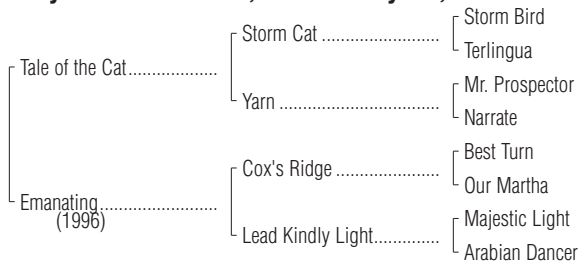 Storm Bird
Storm Cat ........................
Terlingua
Tale of the Cat..................
Mr. Prospector
Yarn ................................
Narrate
Best Turn
Cox's Ridge .....................
Our Martha
Emanating........................
(1996)
Majestic Light
Lead Kindly Light.............
Arabian Dancer